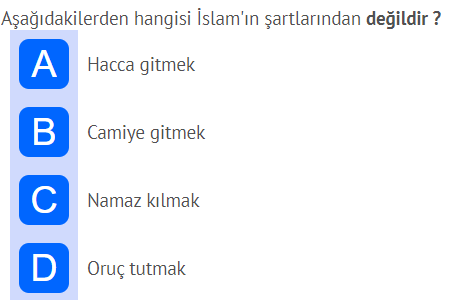 Aşağıdakilerden hangisi İslam'ın şartlarından değildir ?
A Hacca gitmek
B Camiye gitmek
C Namaz kılmak
D Oruç tutmak